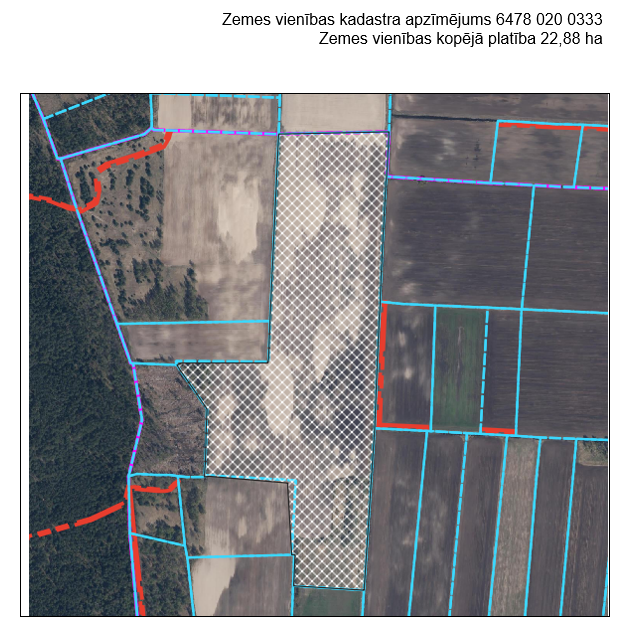 Zemes vienības kadastra apzīmējums 6478 020 0333
Zemes vienības kopējā platība 22,88 ha